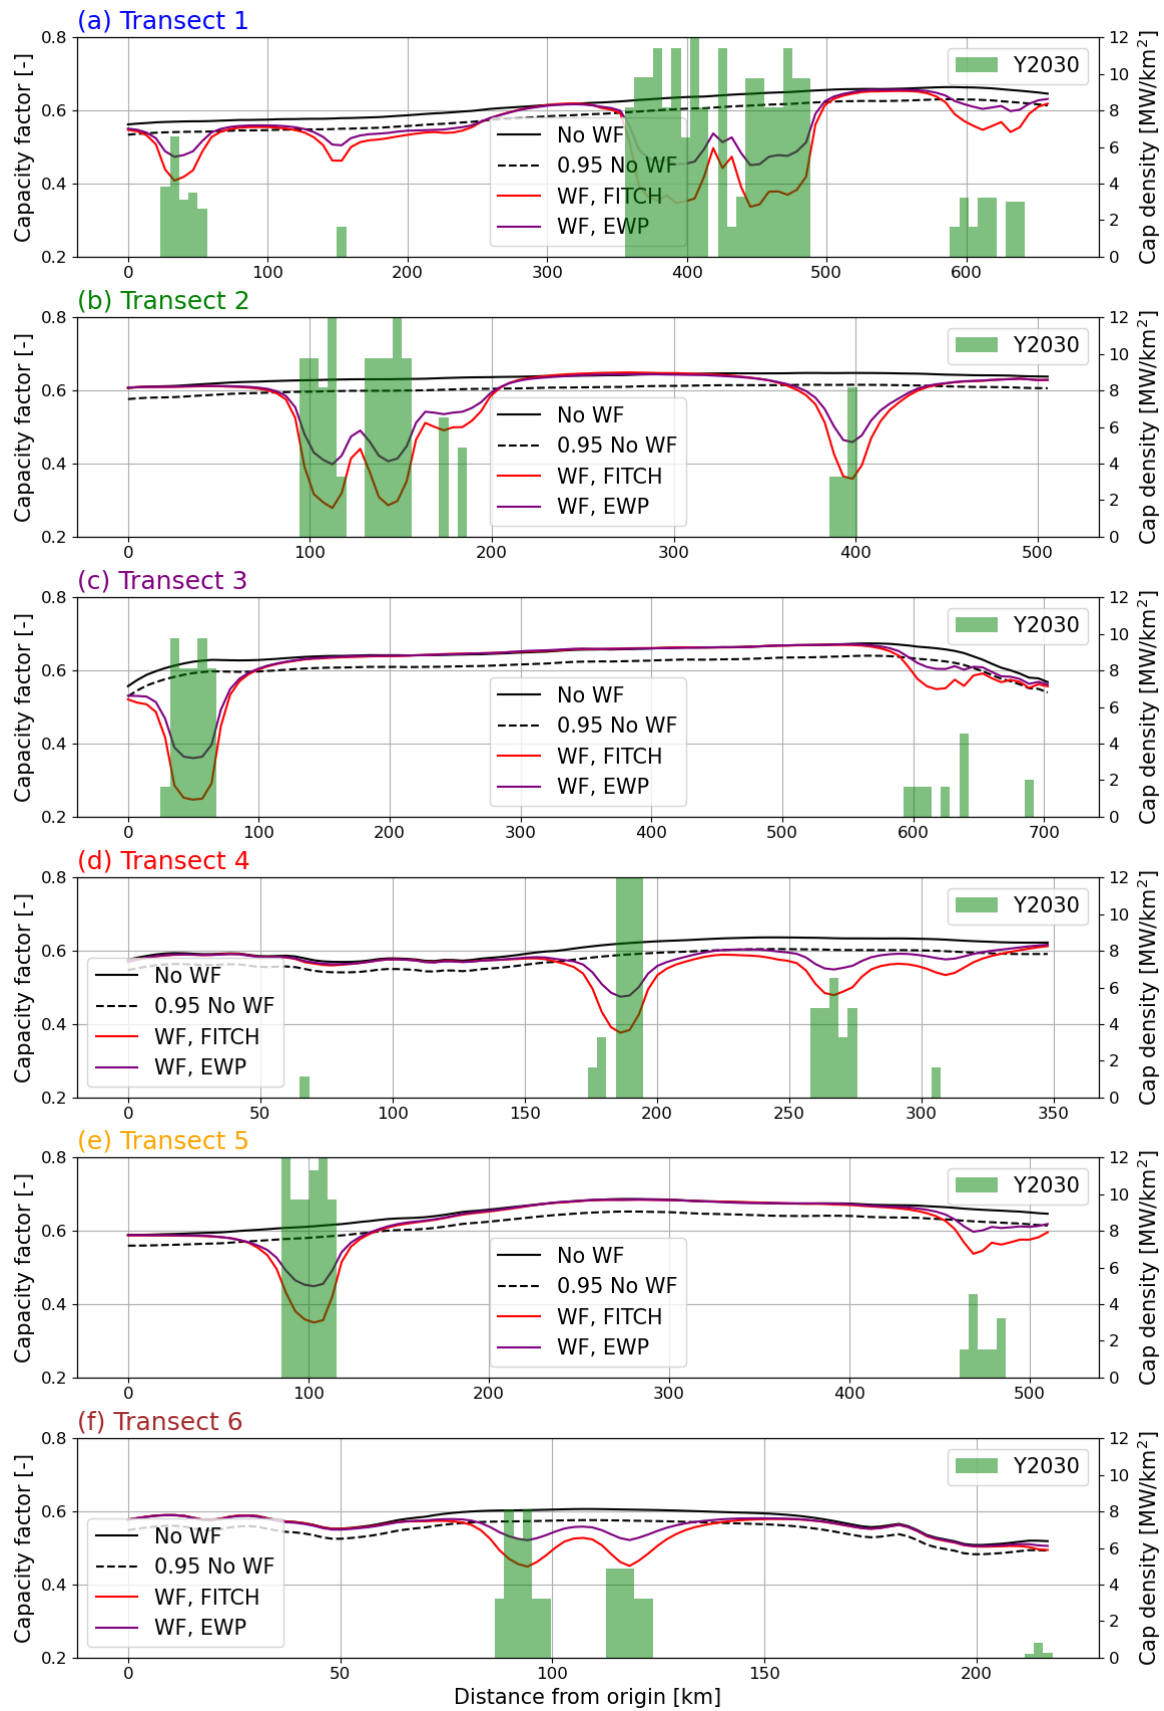 (a) Transect 1
Capacity factor [-]
0.8
0.6
0.4
0.2
No WF
0.95 No WF
WF, FITCH
WF, EWP
Y2030
12
10
8
6
4
2
0
Cap density [MW/km²]
0 100 200 300 400 500 600
(b) Transect 2
Capacity factor [-]
0.8
0.6
0.4
0.2
No WF
0.95 No WF
WF, FITCH
WF, EWP
Y2030
12
10
8
6
4
2
0
Cap density [MW/km²]
0 100 200 300 400 500
(c) Transect 3
Capacity factor [-]
0.8
0.6
0.4
0.2
No WF
0.95 No WF
WF, FITCH
WF, EWP
Y2030
12
10
8
6
4
2
0
Cap density [MW/km²]
0 100 200 300 400 500 600 700
(d) Transect 4
Capacity factor [-]
0.8
0.6
0.4
0.2
No WF
0.95 No WF
WF, FITCH
WF, EWP
Y2030
12
10
8
6
4
2
0
Cap density [MW/km²]
0 50 100 150 200 250 300 350
(e) Transect 5
Capacity factor [-]
0.8
0.6
0.4
0.2
No WF
0.95 No WF
WF, FITCH
WF, EWP
Y2030
12
10
8
6
4
2
0
Cap density [MW/km²]
0 100 200 300 400 500
(f) Transect 6
Capacity factor [-]
0.8
0.6
0.4
0.2
No WF
0.95 No WF
WF, FITCH
WF, EWP
Y2030
12
10
8
6
4
2
0
Cap density [MW/km²]
0 50 100 150 200
Distance from origin [km]